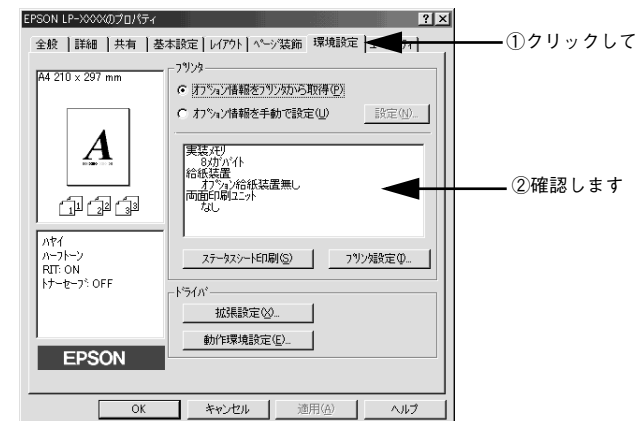 EPSON LP-XXXXのプロパティ
全般 詳細 共有 基本設定 レイアウト ページ装飾 環境設定
①クリックして
A4 210 x 297 mm
プリンタ
オプション情報をプリンタから取得(P)
オプション情報を手動で設定(U)
設定(N)...
A
実装メモリ
8メガバイト
給紙装置
オプション給紙装置無し
両面印刷ユニット
なし
②確認します
1 1 2 2 3 3
ハヤイ
ハーフトーン
RIT: ON
トナーセーブ: OFF
ステータスシート印刷(S)
プリンタ設定(I)...
ドライバ
拡張設定(X)...
動作環境設定(E)...
EPSON
OK
キャンセル
適用(A)
ヘルプ